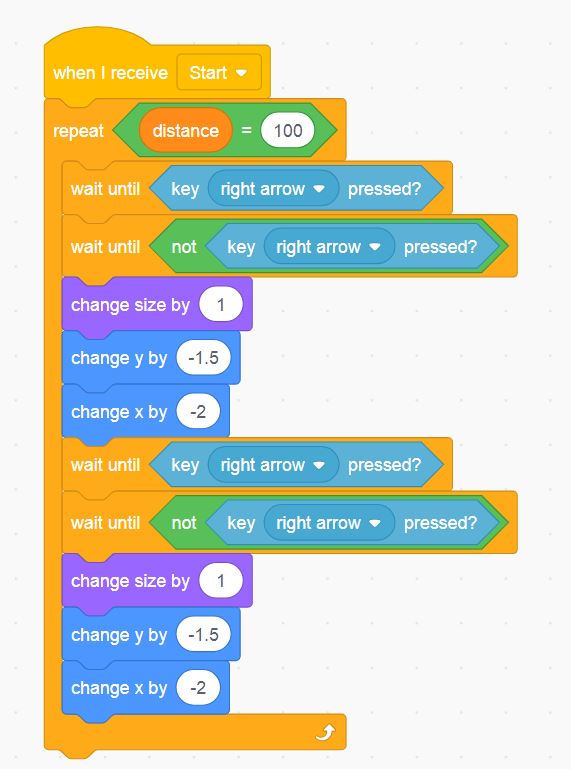 when I receive Start
repeat distance = 100
wait until key right arrow pressed?
wait until not key right arrow pressed?
change size by 1
change y by -1.5
change x by -2
wait until key right arrow pressed?
wait until not key right arrow pressed?
change size by 1
change y by -1.5
change x by -2